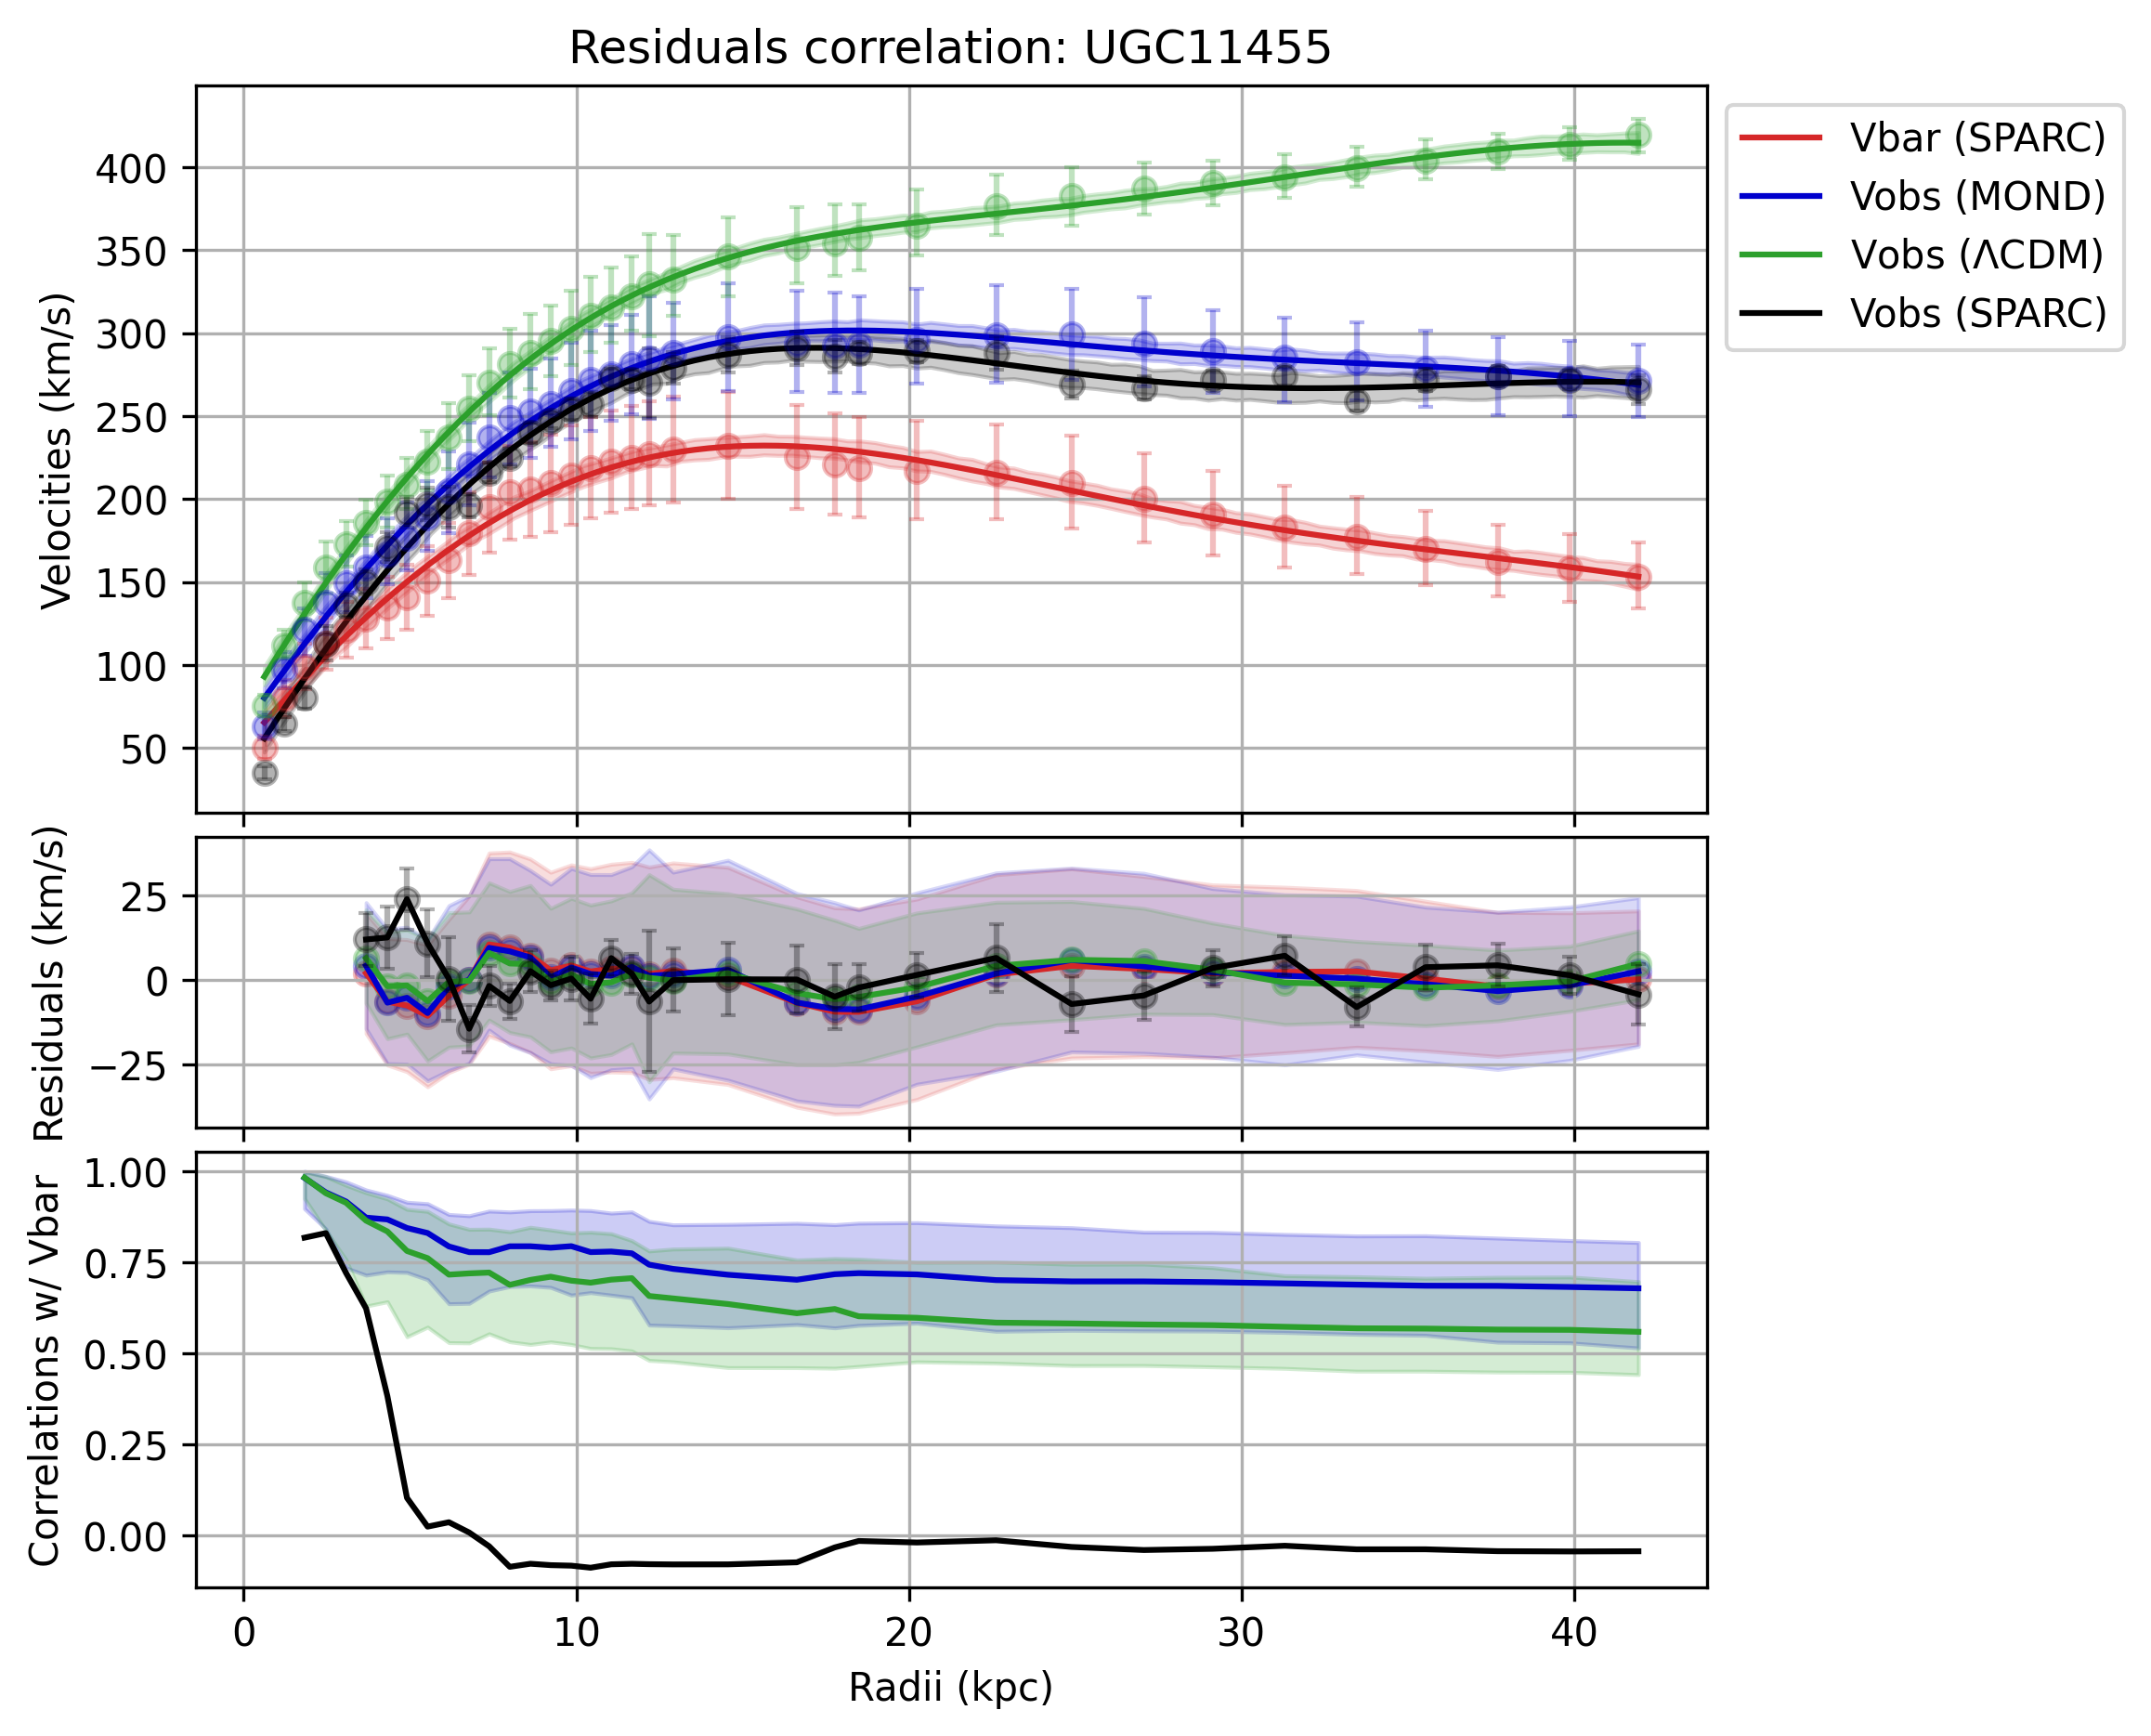 Residuals correlation: UGC11455
Velocities (km/s)
400
350
300
250
200
150
100
50
Vbar (SPARC)
Vobs (MOND)
Vobs (ΛCDM)
Vobs (SPARC)
Residuals (km/s)
25
0
−25
Correlations w/ Vbar
1.00
0.75
0.50
0.25
0.00
0 10 20 30 40
Radii (kpc)